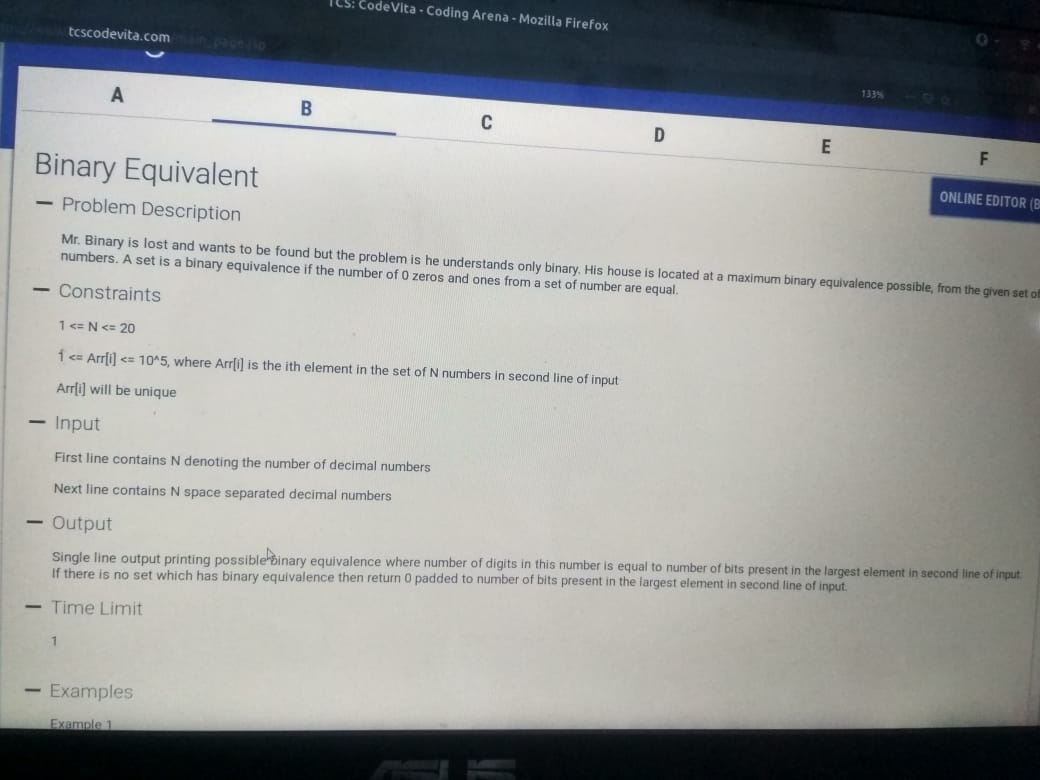 TCS: CodeVita - Coding Arena - Mozilla Firefox
tcscodevita.com
133%
A B C D E F
Binary Equivalent
ONLINE EDITOR (B
— Problem Description
Mr. Binary is lost and wants to be found but the problem is he understands only binary. His house is located at a maximum binary equivalence possible, from the given set of
numbers. A set is a binary equivalence if the number of 0 zeros and ones from a set of number are equal.
— Constraints
1 <= N <= 20
1 <= Arr[i] <= 10^5, where Arr[i] is the ith element in the set of N numbers in second line of input
Arr[i] will be unique
— Input
First line contains N denoting the number of decimal numbers
Next line contains N space separated decimal numbers
— Output
Single line output printing possible binary equivalence where number of digits in this number is equal to number of bits present in the largest element in second line of input.
If there is no set which has binary equivalence then return 0 padded to number of bits present in the largest element in second line of input.
— Time Limit
1
— Examples
Example 1